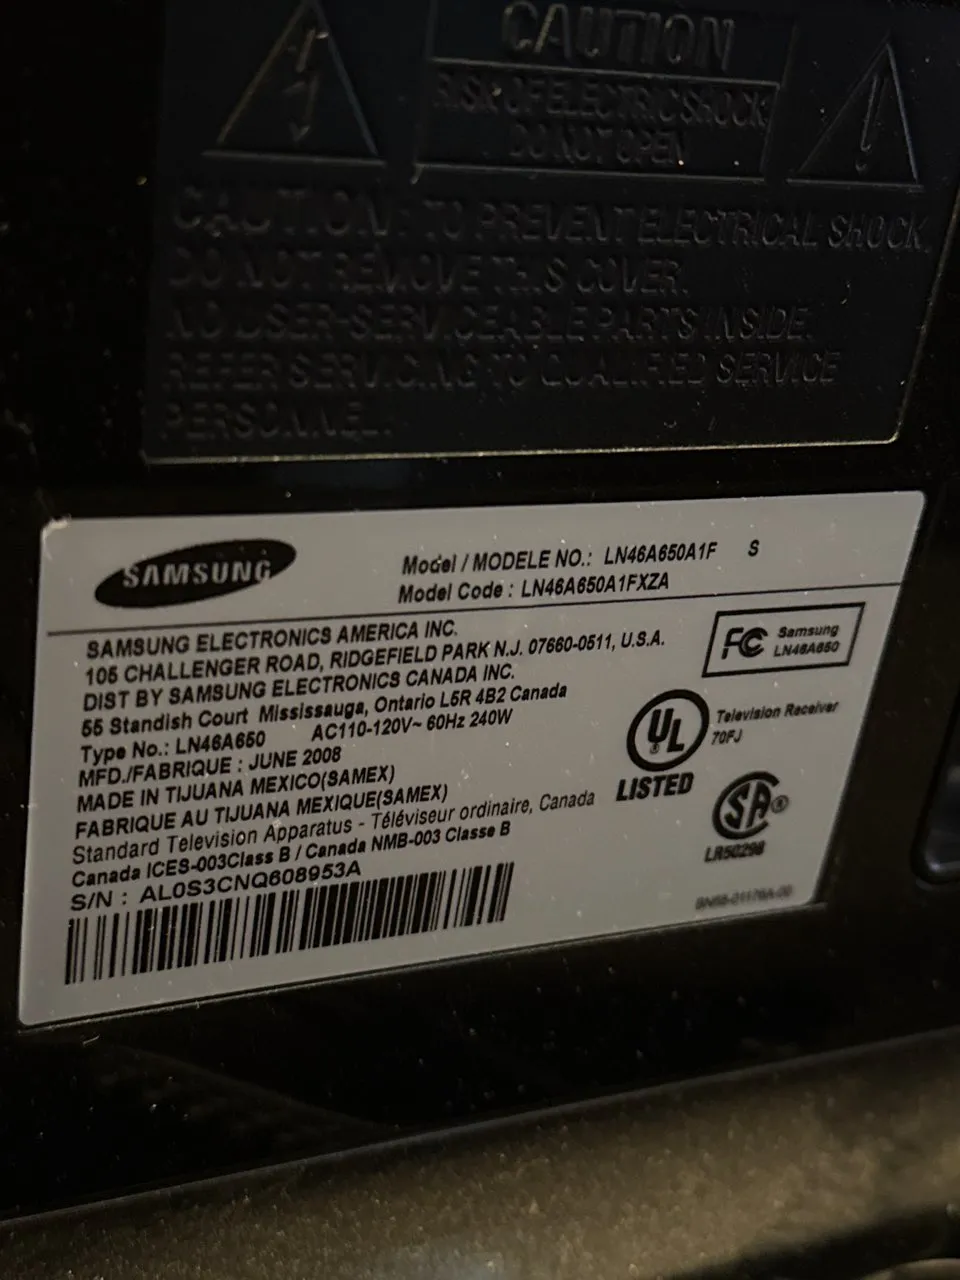 CAUTION
RISK OF ELECTRIC SHOCK
DO NOT OPEN
CAUTION: TO PREVENT ELECTRICAL SHOCK,
DO NOT REMOVE THIS COVER.
NO USER-SERVICEABLE PARTS INSIDE.
REFER SERVICING TO QUALIFIED SERVICE
PERSONNEL.
SAMSUNG
Model / MODELE NO.: LN46A650A1F S
Model Code : LN46A650A1FXZA
SAMSUNG ELECTRONICS AMERICA INC.
105 CHALLENGER ROAD, RIDGEFIELD PARK N.J. 07660-0511, U.S.A.
DIST BY SAMSUNG ELECTRONICS CANADA INC.
55 Standish Court Mississauga, Ontario L5R 4B2 Canada
Type No.: LN46A650 AC110-120V~ 60Hz 240W
MFD./FABRIQUE : JUNE 2008
MADE IN TIJUANA MEXICO(SAMEX)
FABRIQUE AU TIJUANA MEXIQUE(SAMEX)
Standard Television Apparatus - Téléviseur ordinaire, Canada
Canada ICES-003Class B / Canada NMB-003 Classe B
S/N : AL0S3CNQ608953A
FC
Samsung
LN46A650
UL ®
Television Receiver
70FJ
LISTED
SA ®
LR50298
BN68-01176A-00